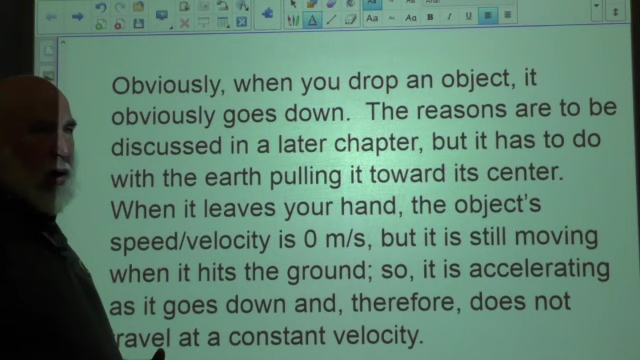 Obviously, when you drop an object, it
obviously goes down.  The reasons are to be
discussed in a later chapter, but it has to do
with the earth pulling it toward its center.
When it leaves your hand, the object's
speed/velocity is 0 m/s, but it is still moving
when it hits the ground; so, it is accelerating
as it goes down and, therefore, does not
travel at a constant velocity.